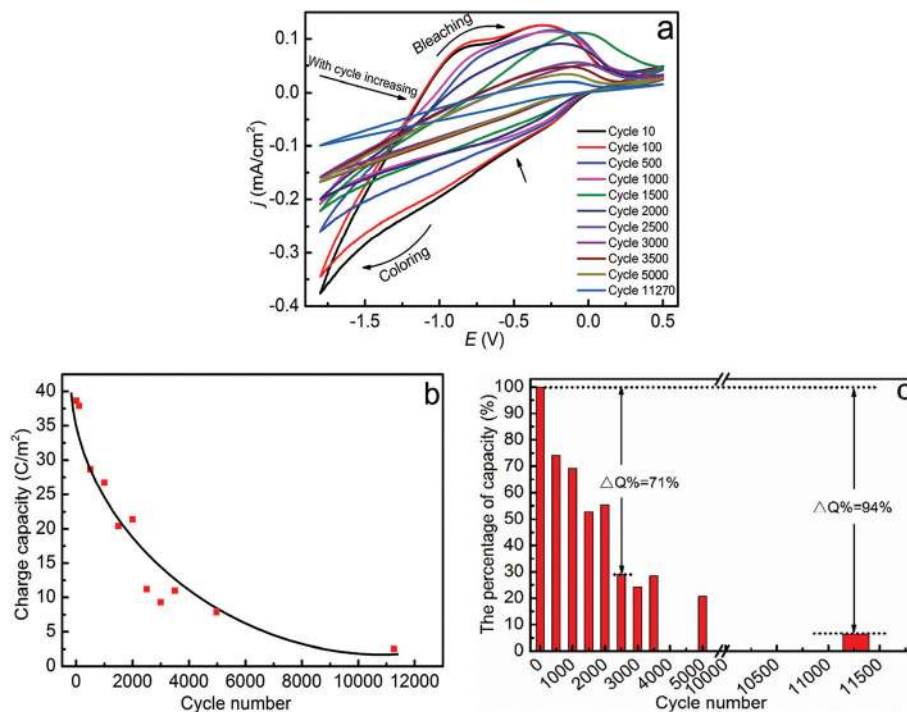 a
Bleaching
With cycle increasing
Coloring
0.1
0.0
-0.1
-0.2
-0.3
-0.4
j (mA/cm²)
-1.5 -1.0 -0.5 0.0 0.5
E (V)
Cycle 10
Cycle 100
Cycle 500
Cycle 1000
Cycle 1500
Cycle 2000
Cycle 2500
Cycle 3000
Cycle 3500
Cycle 5000
Cycle 11270
b
40
35
30
25
20
15
10
5
0
Charge capacity (C/m²)
0 2000 4000 6000 8000 10000 12000
Cycle number
c
100
90
80
70
60
50
40
30
20
10
0
The percentage of capacity (%)
△Q%=71%
△Q%=94%
0 1000 2000 3000 4000 5000 10000 10500 11000 11500
Cycle number